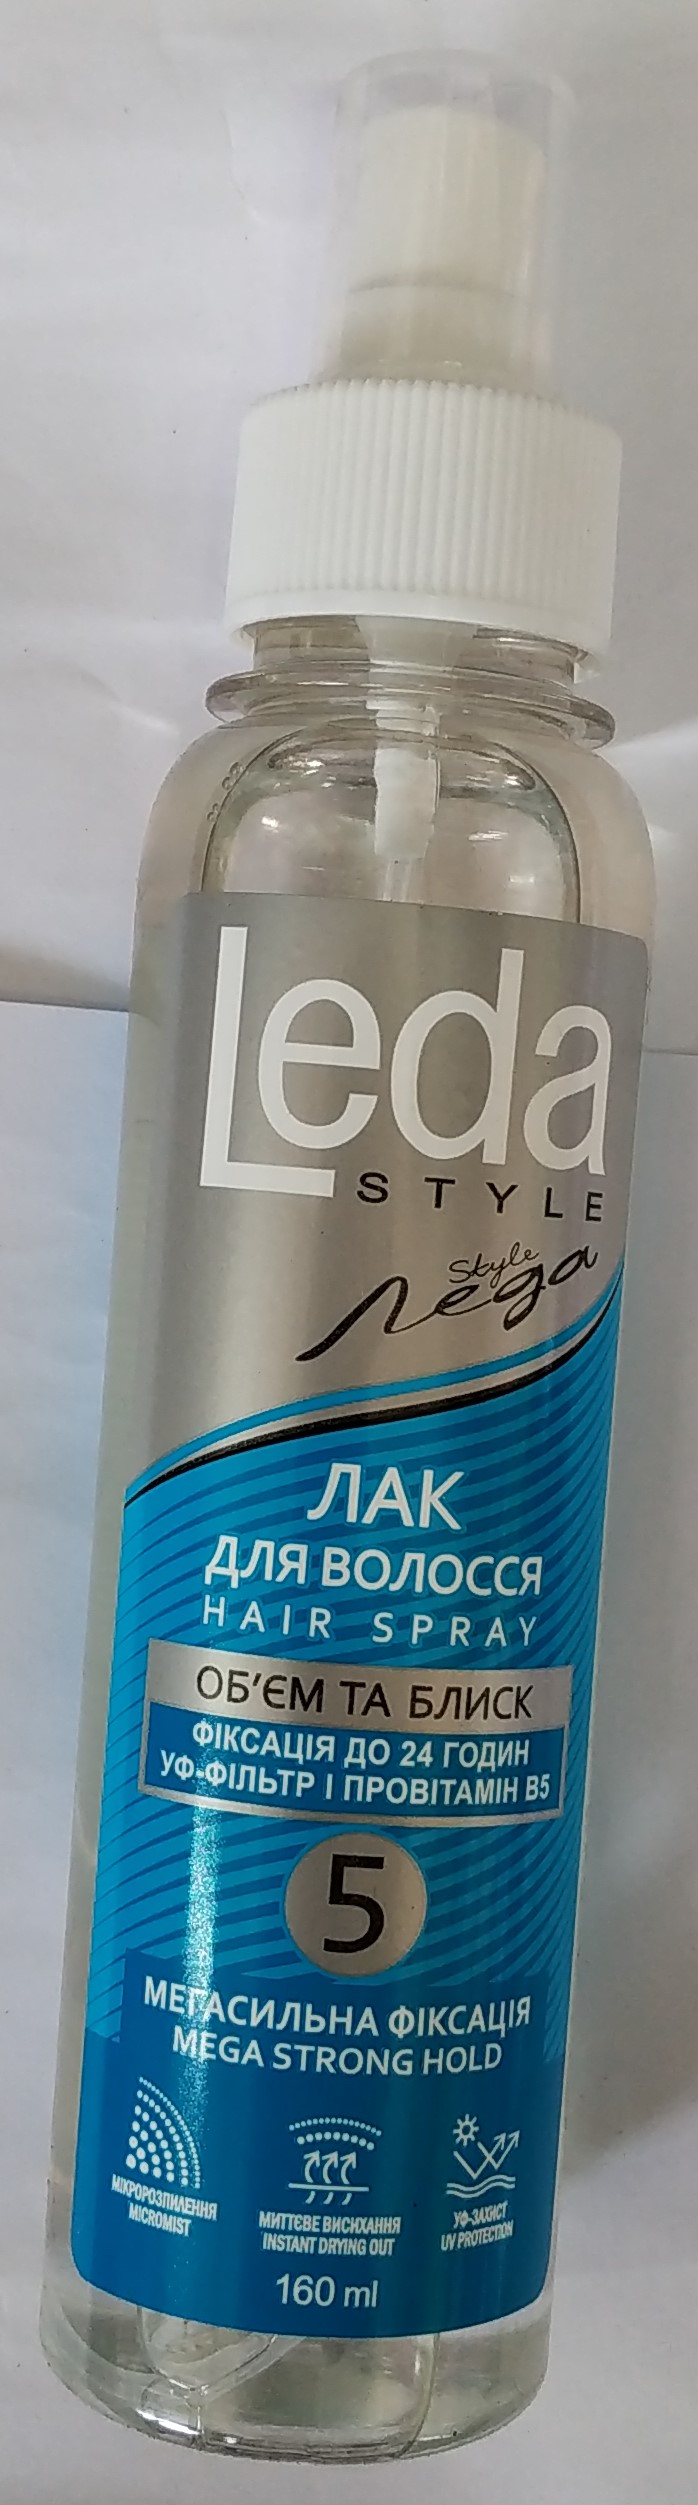 Leda
STYLE
Style
Леда
ЛАК
ДЛЯ ВОЛОССЯ
HAIR SPRAY
ОБ'ЄМ ТА БЛИСК
ФІКСАЦІЯ ДО 24 ГОДИН
УФ-ФІЛЬТР І ПРОВІТАМІН В5
5
МЕГАСИЛЬНА ФІКСАЦІЯ
MEGA STRONG HOLD
МІКРОРОЗПИЛЕННЯ
MICROMIST
МИТТЄВЕ ВИСИХАННЯ
INSTANT DRYING OUT
УФ-ЗАХИСТ
UV PROTECTION
160 ml